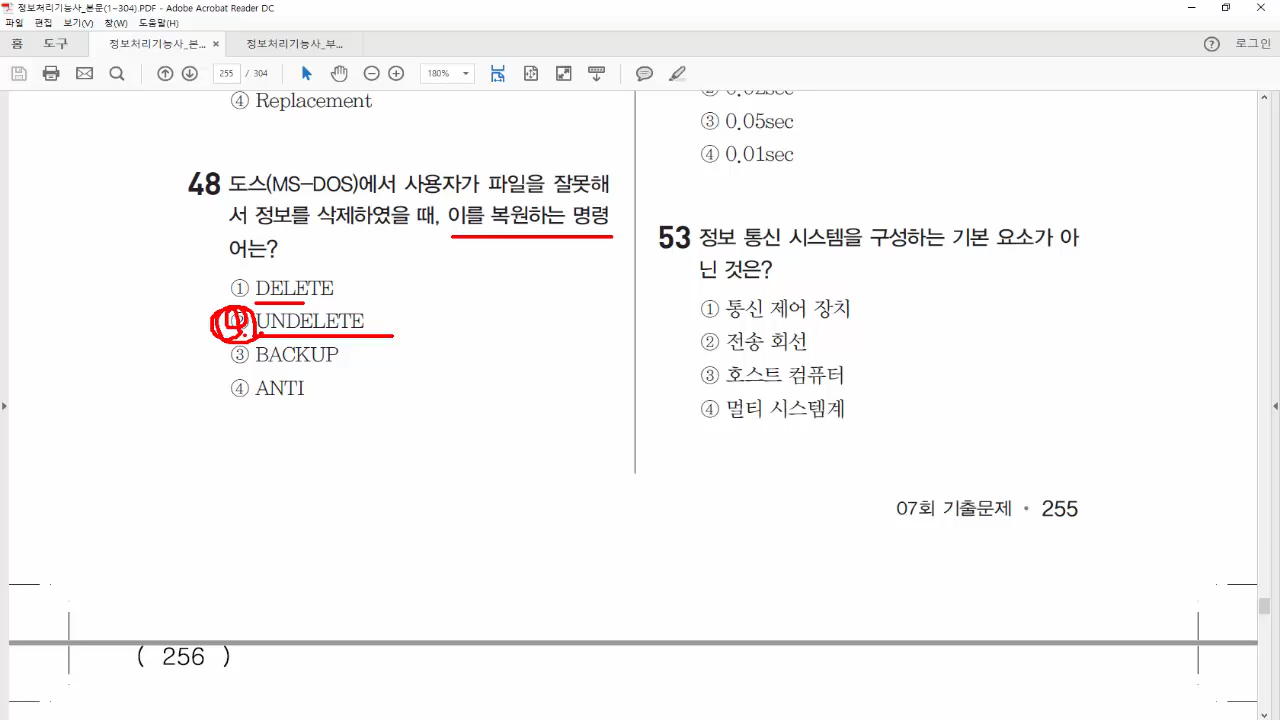 정보처리기능사_본문(1~304).PDF - Adobe Acrobat Reader DC
파일 편집 보기(V) 창(W) 도움말(H)
홈 도구 정보처리기능사_본... × 정보처리기능사_부... 로그인
255 / 304 180%
④ Replacement
48 도스(MS-DOS)에서 사용자가 파일을 잘못해
서 정보를 삭제하였을 때, 이를 복원하는 명령
어는?
① DELETE
② UNDELETE
③ BACKUP
④ ANTI
② 0.02sec
③ 0.05sec
④ 0.01sec
53 정보 통신 시스템을 구성하는 기본 요소가 아
닌 것은?
① 통신 제어 장치
② 전송 회선
③ 호스트 컴퓨터
④ 멀티 시스템계
07회 기출문제 • 255
( 256 )